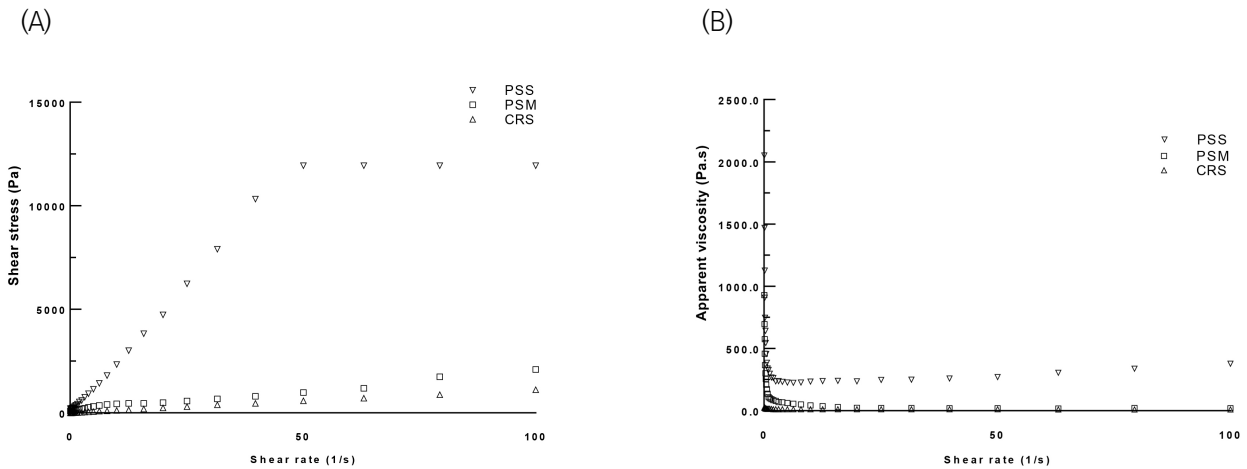 (A)
PSS
PSM
CRS
15000
10000
5000
0
Shear stress (Pa)
0
50
100
Shear rate (1/s)
(B)
PSS
PSM
CRS
2500.0
2000.0
1500.0
1000.0
500.0
0.0
Apparent viscosity (Pa.s)
0
50
100
Shear rate (1/s)